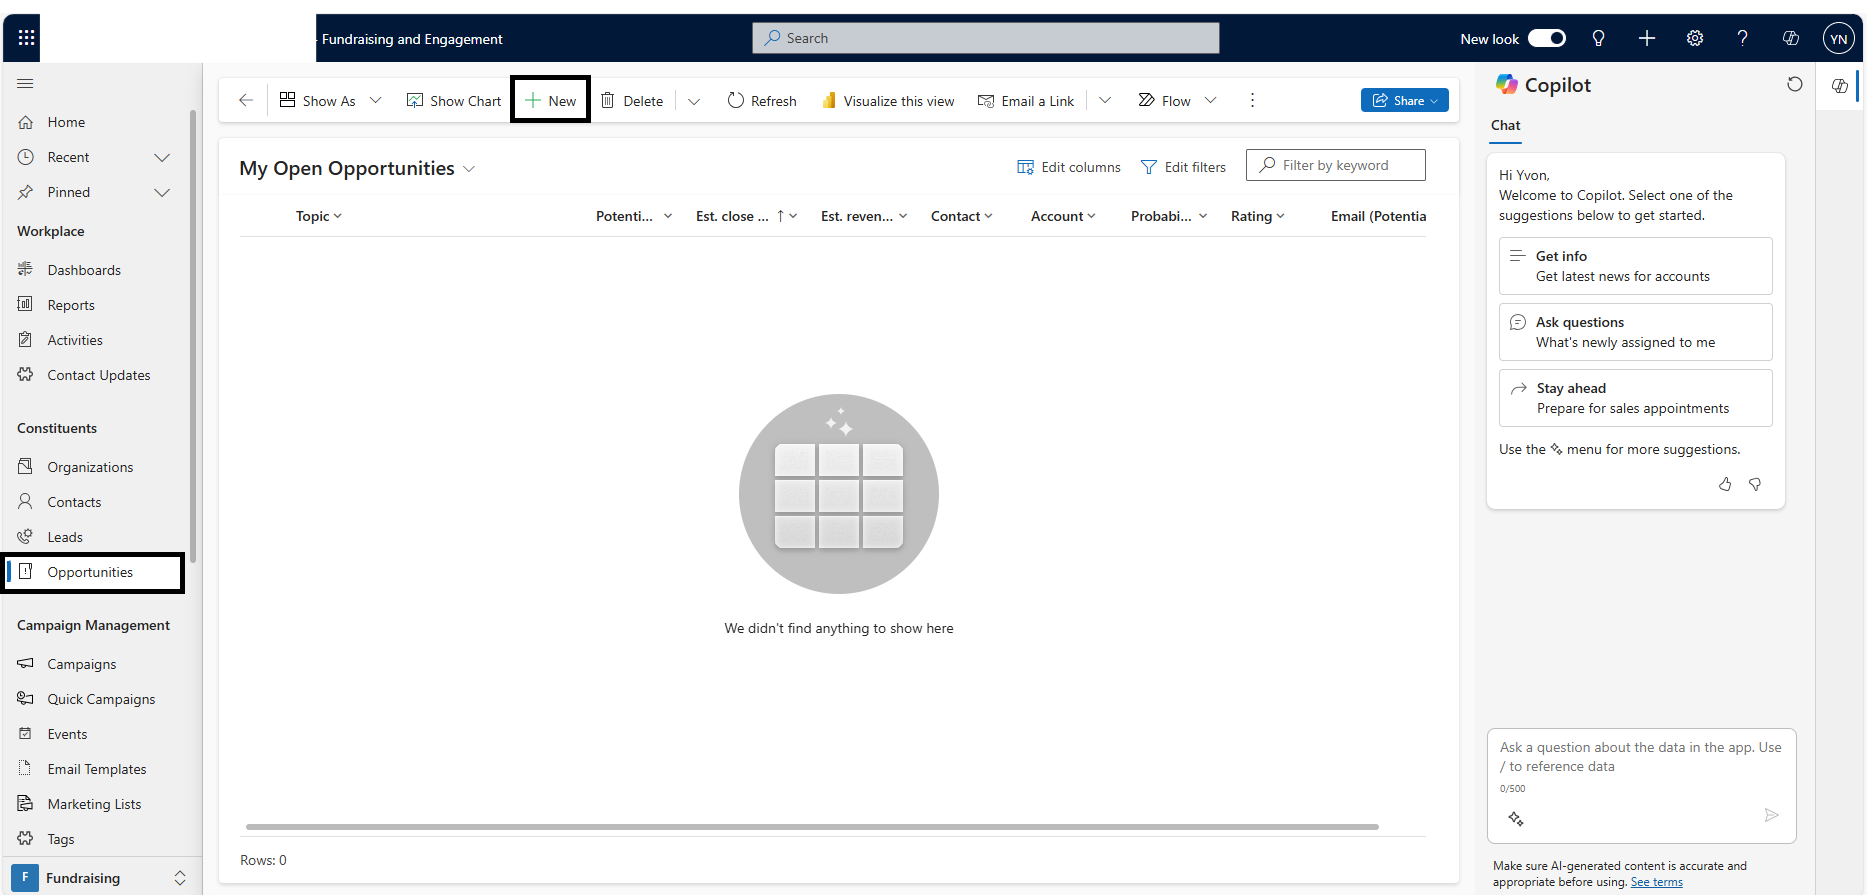 Fundraising and Engagement
Search
New look
YN
Home
Recent
Pinned
Workplace
Dashboards
Reports
Activities
Contact Updates
Constituents
Organizations
Contacts
Leads
Opportunities
Campaign Management
Campaigns
Quick Campaigns
Events
Email Templates
Marketing Lists
Tags
F Fundraising
Show As Show Chart New Delete Refresh Visualize this view Email a Link Flow Share
My Open Opportunities
Edit columns Edit filters Filter by keyword
Topic Potenti... Est. close ... Est. reven... Contact Account Probabi... Rating Email (Potentia
We didn't find anything to show here
Rows: 0
Copilot
Chat
Hi Yvon,
Welcome to Copilot. Select one of the
suggestions below to get started.
Get info
Get latest news for accounts
Ask questions
What's newly assigned to me
Stay ahead
Prepare for sales appointments
Use the menu for more suggestions.
Ask a question about the data in the app. Use
/ to reference data
0/500
Make sure AI-generated content is accurate and
appropriate before using. See terms